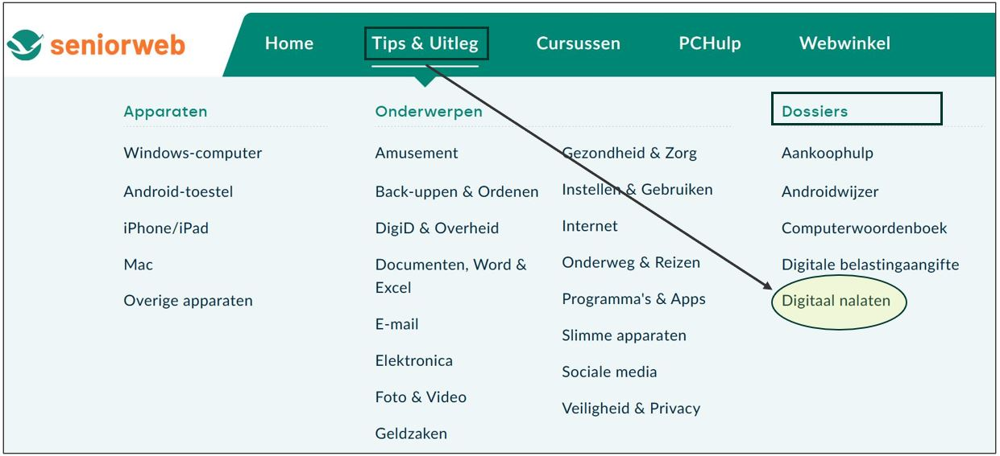 seniorweb
Home
Tips & Uitleg
Cursussen
PCHulp
Webwinkel
Apparaten
Windows-computer
Android-toestel
iPhone/iPad
Mac
Overige apparaten
Onderwerpen
Amusement
Back-uppen & Ordenen
DigiD & Overheid
Documenten, Word &
Excel
E-mail
Elektronica
Foto & Video
Geldzaken
Gezondheid & Zorg
Instellen & Gebruiken
Internet
Onderweg & Reizen
Programma's & Apps
Slimme apparaten
Sociale media
Veiligheid & Privacy
Dossiers
Aankoophulp
Androidwijzer
Computerwoordenboek
Digitale belastingaangifte
Digitaal nalaten